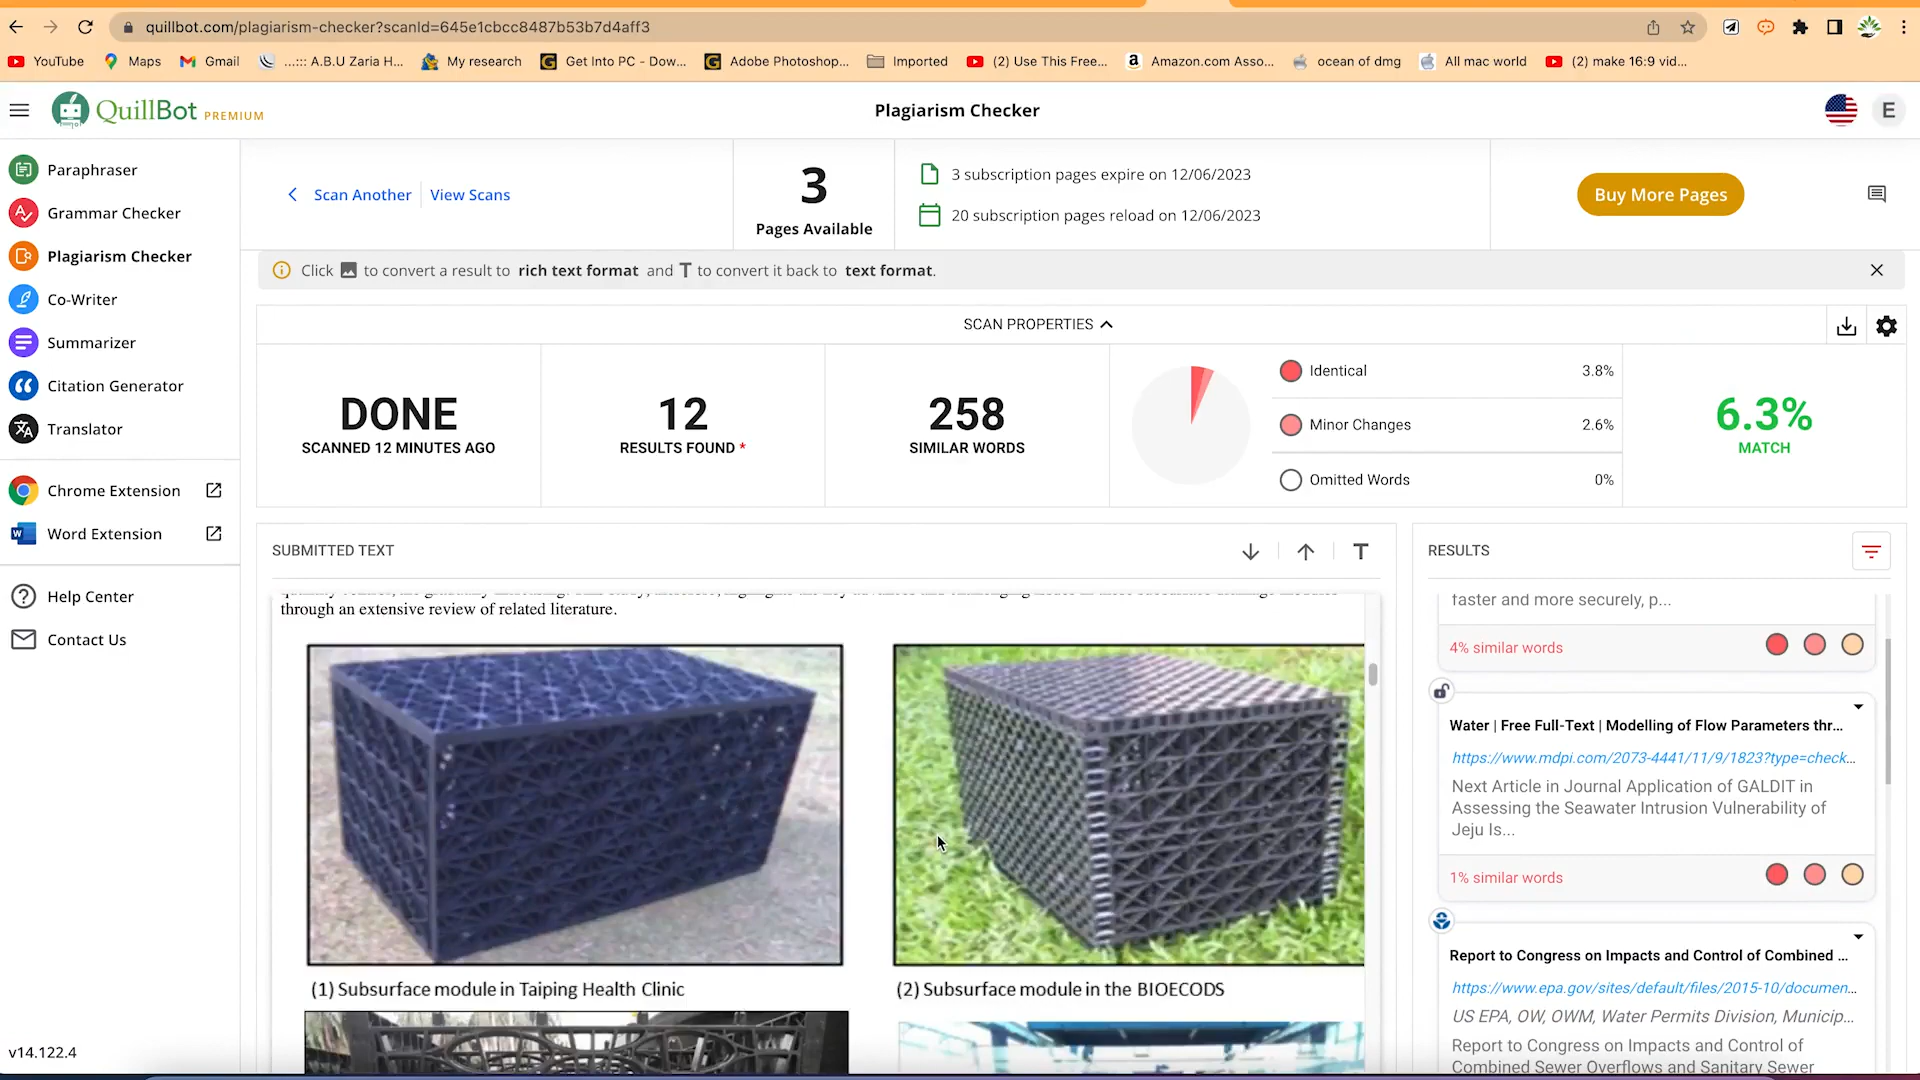 quillbot.com/plagiarism-checker?scanId=645e1cbcc8487b53b7d4aff3
YouTube
Maps
Gmail
...::: A.B.U Zaria H...
My research
Get Into PC - Dow...
Adobe Photoshop...
Imported
(2) Use This Free...
Amazon.com Asso...
ocean of dmg
All mac world
(2) make 16:9 vid...
QuillBot PREMIUM
Plagiarism Checker
E
Paraphraser
Grammar Checker
Plagiarism Checker
Co-Writer
Summarizer
Citation Generator
Translator
Chrome Extension
Word Extension
Help Center
Contact Us
v14.122.4
Scan Another
View Scans
3
Pages Available
3 subscription pages expire on 12/06/2023
20 subscription pages reload on 12/06/2023
Buy More Pages
Click to convert a result to rich text format and T to convert it back to text format.
SCAN PROPERTIES
DONE
SCANNED 12 MINUTES AGO
12
RESULTS FOUND *
258
SIMILAR WORDS
Identical 3.8%
Minor Changes 2.6%
Omitted Words 0%
6.3%
MATCH
SUBMITTED TEXT
T
through an extensive review of related literature.
(1) Subsurface module in Taiping Health Clinic
(2) Subsurface module in the BIOECODS
RESULTS
faster and more securely, p...
4% similar words
Water | Free Full-Text | Modelling of Flow Parameters thr...
https://www.mdpi.com/2073-4441/11/9/1823?type=check...
Next Article in Journal Application of GALDIT in
Assessing the Seawater Intrusion Vulnerability of
Jeju Is...
1% similar words
Report to Congress on Impacts and Control of Combined ...
https://www.epa.gov/sites/default/files/2015-10/documen...
US EPA, OW, OWM, Water Permits Division, Municip...
Report to Congress on Impacts and Control of
Combined Sewer Overflows and Sanitary Sewer